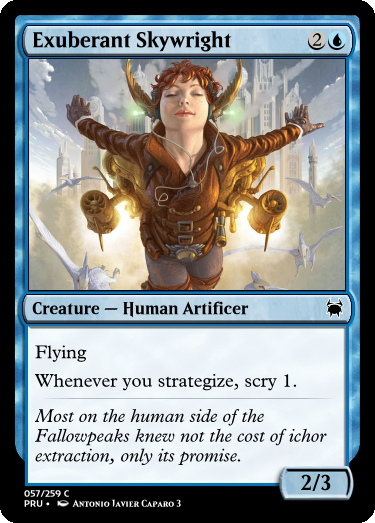 Exuberant Skywright 2
Creature — Human Artificer
Flying
Whenever you strategize, scry 1.
Most on the human side of the
Fallowpeaks knew not the cost of ichor
extraction, only its promise.
2/3
057/259 C
PRU • Antonio Javier Caparo 3